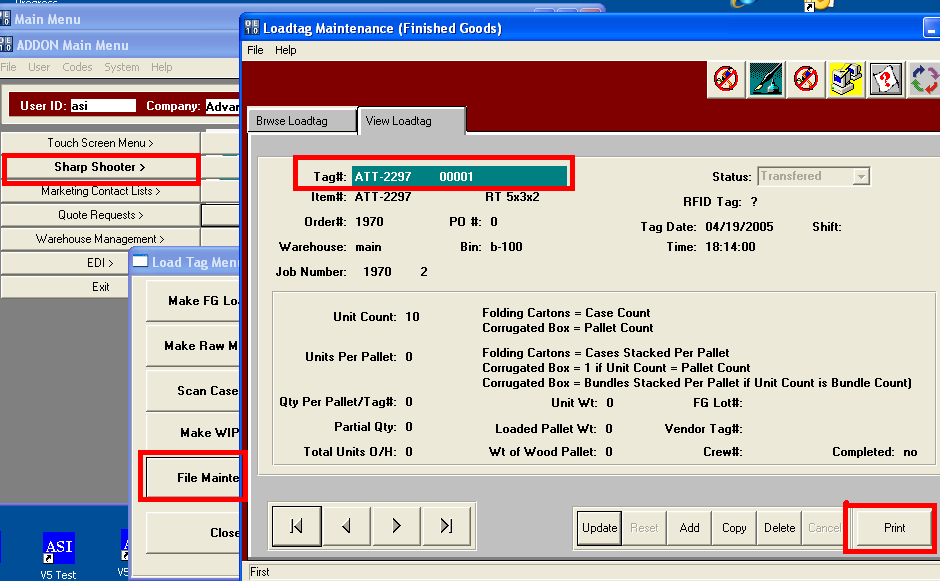 Main Menu
ADDON Main Menu
File User Codes System Help
User ID: asi Company: Advan
Touch Screen Menu >
Sharp Shooter >
Marketing Contact Lists >
Quote Requests >
Warehouse Management >
EDI >
Exit
Load Tag Men
Make FG Lo
Make Raw M
Scan Case
Make WIP
File Mainte
Close
ASI
V5 Test
Loadtag Maintenance (Finished Goods)
File Help
Brwse Loadtag View Loadtag
Tag#: ATT-2297 00001 Status: Transfered
Item#: ATT-2297 RT 5x3x2 RFID Tag: ?
Order#: 1970 PO #: 0 Tag Date: 04/19/2005 Shift:
Warehouse: main Bin: b-100 Time: 18:14:00
Job Number: 1970 2
Unit Count: 10 Folding Cartons = Case Count
Corrugated Box = Pallet Count
Units Per Pallet: 0 Folding Cartons = Cases Stacked Per Pallet
Corrugated Box = 1 if Unit Count = Pallet Count
Corrugated Box = Bundles Stacked Per Pallet if Unit Count is Bundle Count)
Qty Per Pallet/Tag#: 0 Unit Wt: 0 FG Lot#:
Partial Qty: 0 Loaded Pallet Wt: 0 Vendor Tag#:
Total Units O/H: 0 Wt of Wood Pallet: 0 Crew#: Completed: no
Update Reset Add Copy Delete Cancel Print
First